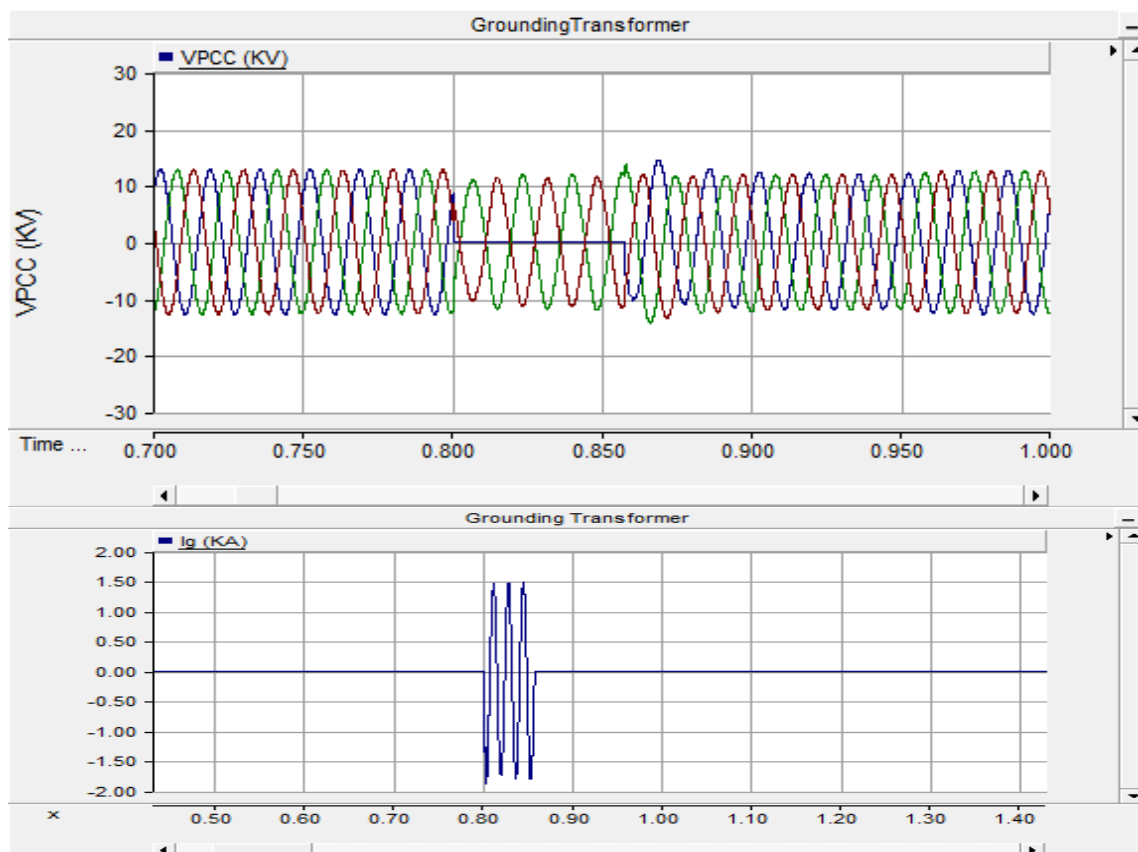 GroundingTransformer
VPCC (KV)
30
20
10
0
-10
-20
-30
VPCC (KV)
Time ...
0.700 0.750 0.800 0.850 0.900 0.950 1.000
Grounding Transformer
Ig (KA)
2.00
1.50
1.00
0.50
0.00
-0.50
-1.00
-1.50
-2.00
x 0.50 0.60 0.70 0.80 0.90 1.00 1.10 1.20 1.30 1.40